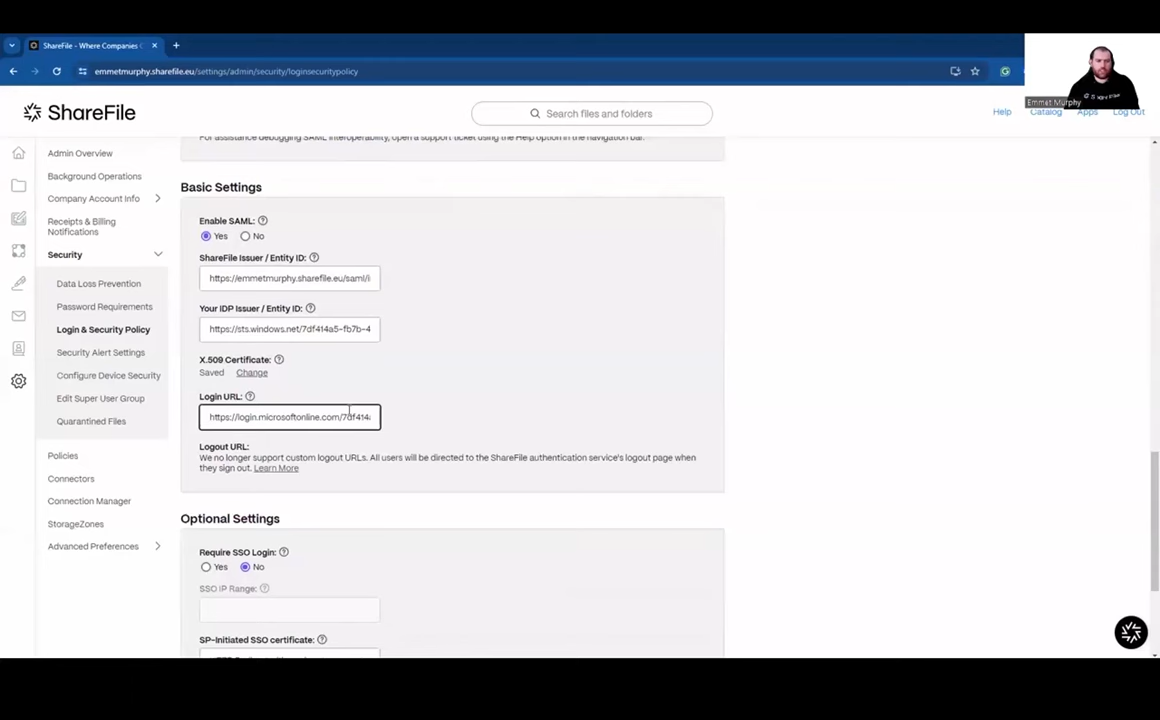 ShareFile - Where Companies C
emmetmurphy.sharefile.eu/settings/admin/security/loginsecuritypolicy
Emmet Murphy
ShareFile
Search files and folders
Help
Catalog
Apps
Log Out
Admin Overview
Background Operations
Company Account Info
Receipts & Billing
Notifications
Security
Data Loss Prevention
Password Requirements
Login & Security Policy
Security Alert Settings
Configure Device Security
Edit Super User Group
Quarantined Files
Policies
Connectors
Connection Manager
StorageZones
Advanced Preferences
For assistance debugging SAML interoperability, open a support ticket using the Help option in the navigation bar.
Basic Settings
Enable SAML:
Yes No
ShareFile Issuer / Entity ID:
https://emmetmurphy.sharefile.eu/saml/i
Your IDP Issuer / Entity ID:
https://sts.windows.net/7df414a5-fb7b-4
X.509 Certificate:
Saved Change
Login URL:
https://login.microsoftonline.com/7df414
Logout URL:
We no longer support custom logout URLs. All users will be directed to the ShareFile authentication service's logout page when
they sign out. Learn More
Optional Settings
Require SSO Login:
Yes No
SSO IP Range:
SP-Initiated SSO certificate: